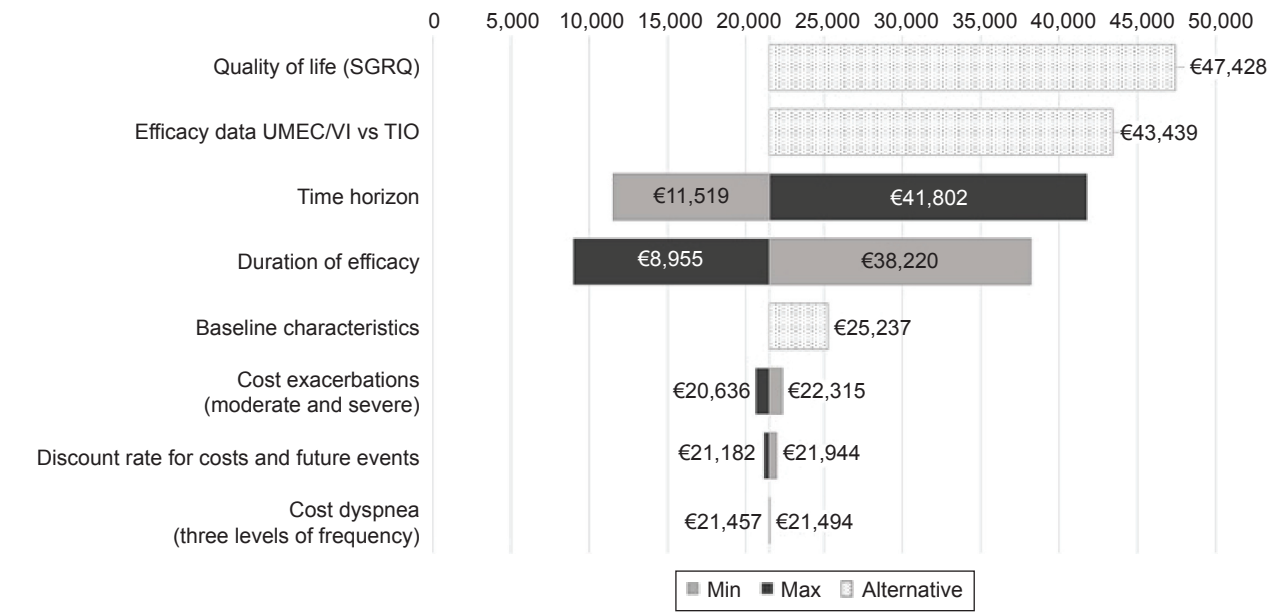 0 5,000 10,000 15,000 20,000 25,000 30,000 35,000 40,000 45,000 50,000
Quality of life (SGRQ) €47,428
Efficacy data UMEC/VI vs TIO €43,439
Time horizon €11,519 €41,802
Duration of efficacy €8,955 €38,220
Baseline characteristics €25,237
Cost exacerbations
(moderate and severe) €20,636 €22,315
Discount rate for costs and future events €21,182 €21,944
Cost dyspnea
(three levels of frequency) €21,457 €21,494
Min Max Alternative